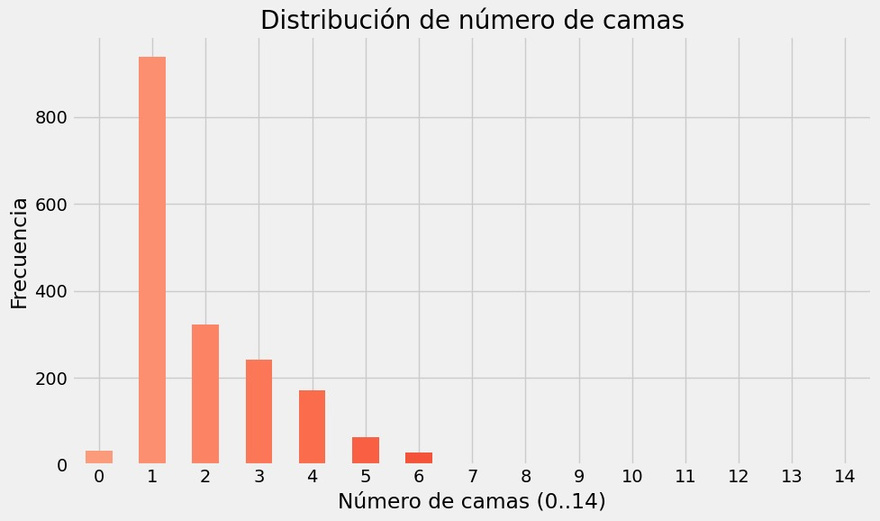 Distribución de número de camas
Frecuencia
800
600
400
200
0
0 1 2 3 4 5 6 7 8 9 10 11 12 13 14
Número de camas (0..14)